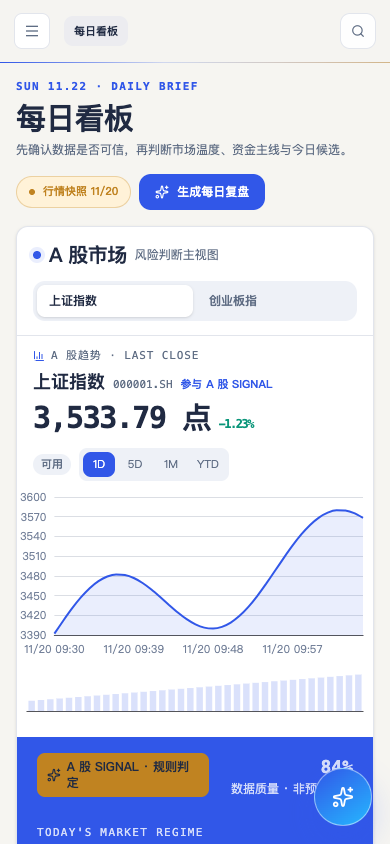 每日看板
SUN 11.22 · DAILY BRIEF
每日看板
先确认数据是否可信，再判断市场温度、资金主线与今日候选。
行情快照 11/20
生成每日复盘
A 股市场 风险判断主视图
上证指数 创业板指
A 股趋势 · LAST CLOSE
上证指数 000001.SH 参与 A 股 SIGNAL
3,533.79 点 −1.23%
可用 1D 5D 1M YTD
3600
3570
3540
3510
3480
3450
3420
3390
11/20 09:30 11/20 09:39 11/20 09:48 11/20 09:57
A 股 SIGNAL · 规则判
定
84%
数据质量 · 非预
TODAY'S MARKET REGIME